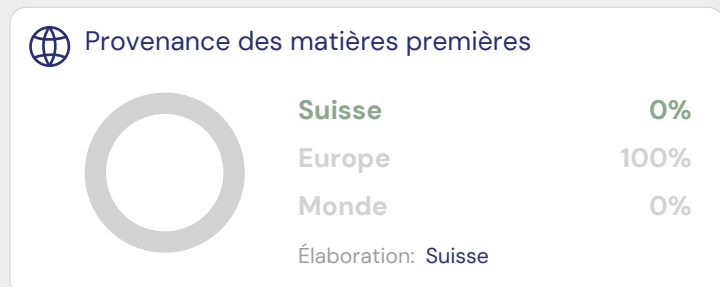 Provenance des matières premières
Suisse 0%
Europe 100%
Monde 0%
Élaboration: Suisse